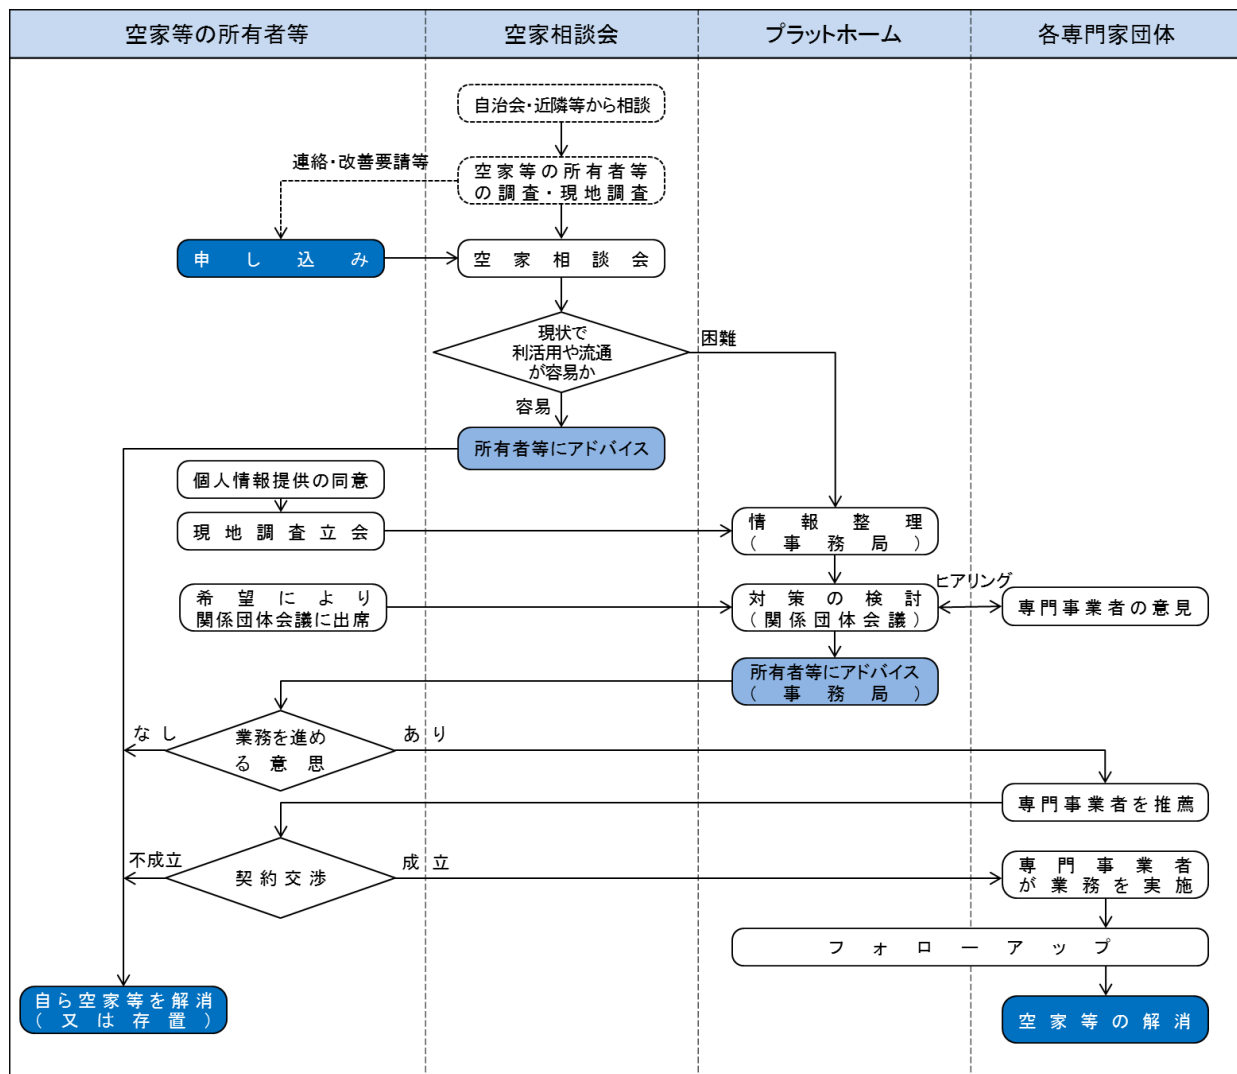 空家等の所有者等
空家相談会
プラットホーム
各専門家団体
自治会・近隣等から相談
連絡・改善要請等
空家等の所有者等
の調査・現地調査
申し込み
空家相談会
現状で
利活用や流通
が容易か
困難
容易
所有者等にアドバイス
個人情報提供の同意
現地調査立会
情報整理
(事務局)
希望により
関係団体会議に出席
対策の検討
(関係団体会議)
ヒアリング
専門事業者の意見
所有者等にアドバイス
(事務局)
なし
業務を進め
る意思
あり
専門事業者を推薦
不成立
契約交渉
成立
専門事業者
が業務を実施
フォローアップ
自ら空家等を解消
(又は存置)
空家等の解消